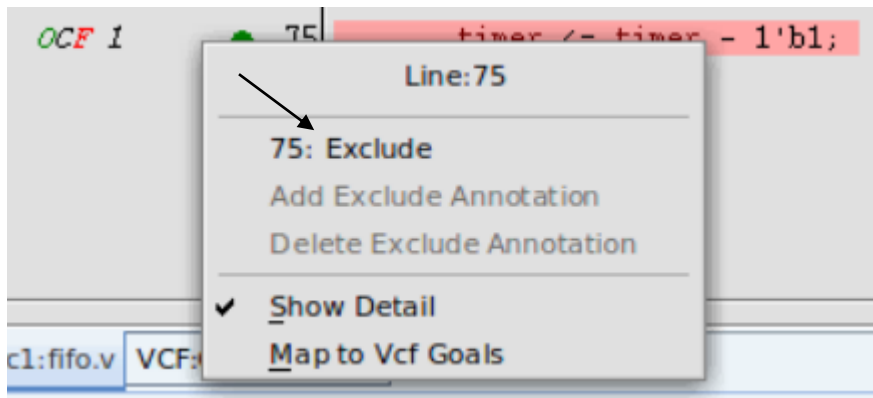 OCF 1 75 timer <= timer - 1'b1;
Line:75
75: Exclude
Add Exclude Annotation
Delete Exclude Annotation
Show Detail
Map to Vcf Goals
c1:fifo.v VCF: